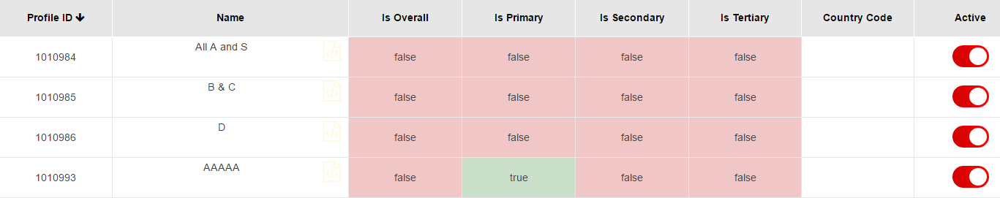 Profile ID Name Is Overall Is Primary Is Secondary Is Tertiary Country Code Active
1010984 All A and S false false false false
1010985 B & C false false false false
1010986 D false false false false
1010993 AAAAA false true false false